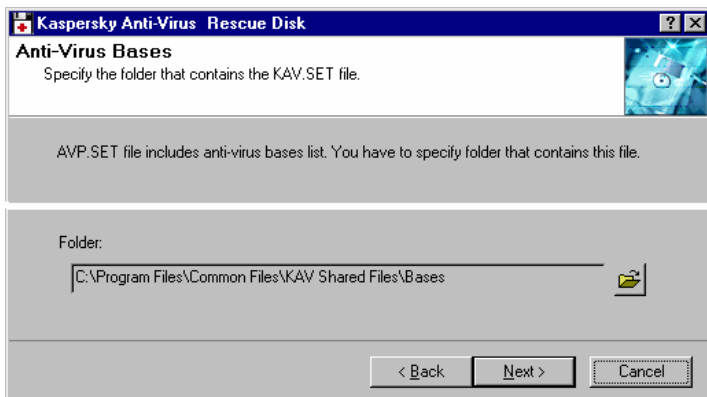 Kaspersky Anti-Virus Rescue Disk
Anti-Virus Bases
Specify the folder that contains the KAV.SET file.
AVP.SET file includes anti-virus bases list. You have to specify folder that contains this file.
Folder:
C:\Program Files\Common Files\KAV Shared Files\Bases
< Back Next > Cancel